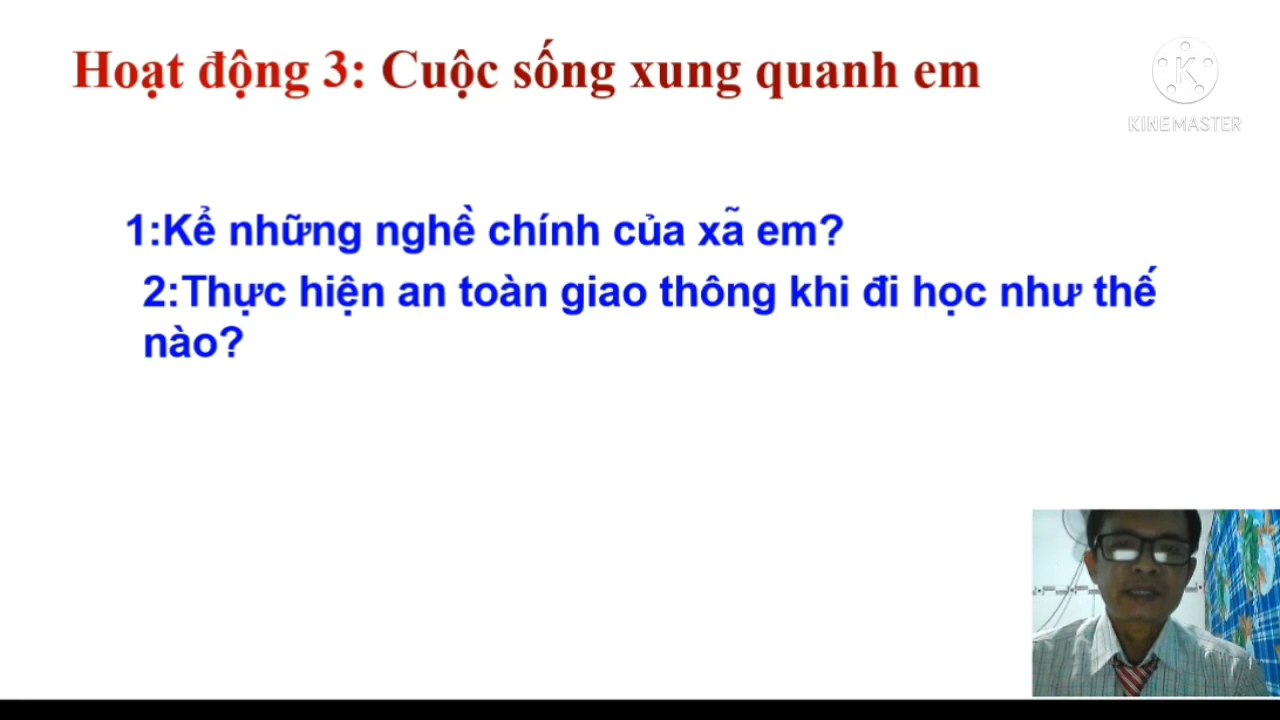 Hoạt động 3: Cuộc sống xung quanh em
KINEMASTER
1:Kể những nghề chính của xã em?
2:Thực hiện an toàn giao thông khi đi học như thế
nào?